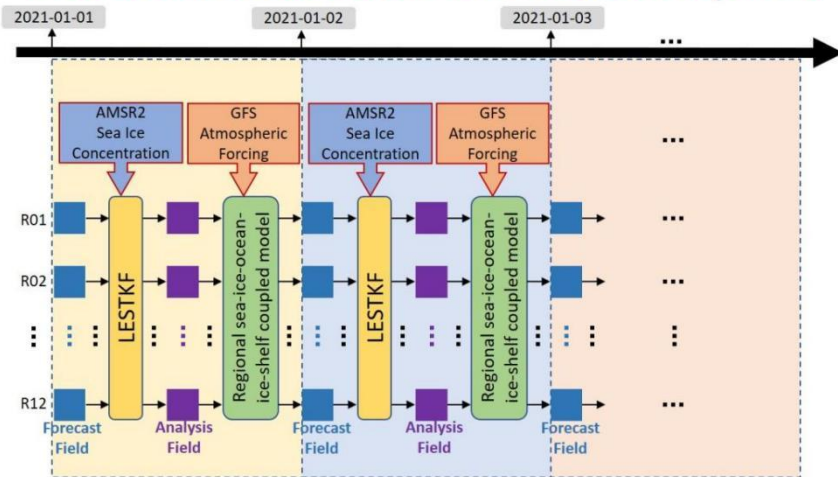 2021-01-01
2021-01-02
2021-01-03
...
AMSR2
Sea Ice
Concentration
GFS
Atmospheric
Forcing
AMSR2
Sea Ice
Concentration
GFS
Atmospheric
Forcing
...
R01
...
R02
...
LESTKF
Regional sea-ice-ocean-
ice-shelf coupled model
LESTKF
Regional sea-ice-ocean-
ice-shelf coupled model
R12
...
Forecast
Field
Analysis
Field
Forecast
Field
Analysis
Field
Forecast
Field